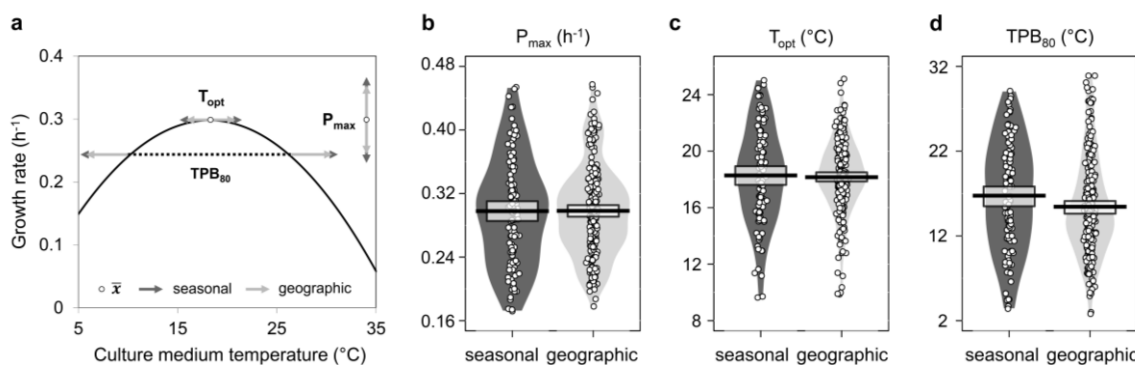 a
Growth rate (h-1)
0.4
0.3
0.2
0.1
0
Topt
Pmax
TPB80
x̄ seasonal geographic
5 15 25 35
Culture medium temperature (°C)
b
Pmax (h-1)
0.48
0.40
0.32
0.24
0.16
seasonal geographic
c
Topt (°C)
24
20
16
12
8
seasonal geographic
d
TPB80 (°C)
32
22
12
2
seasonal geographic